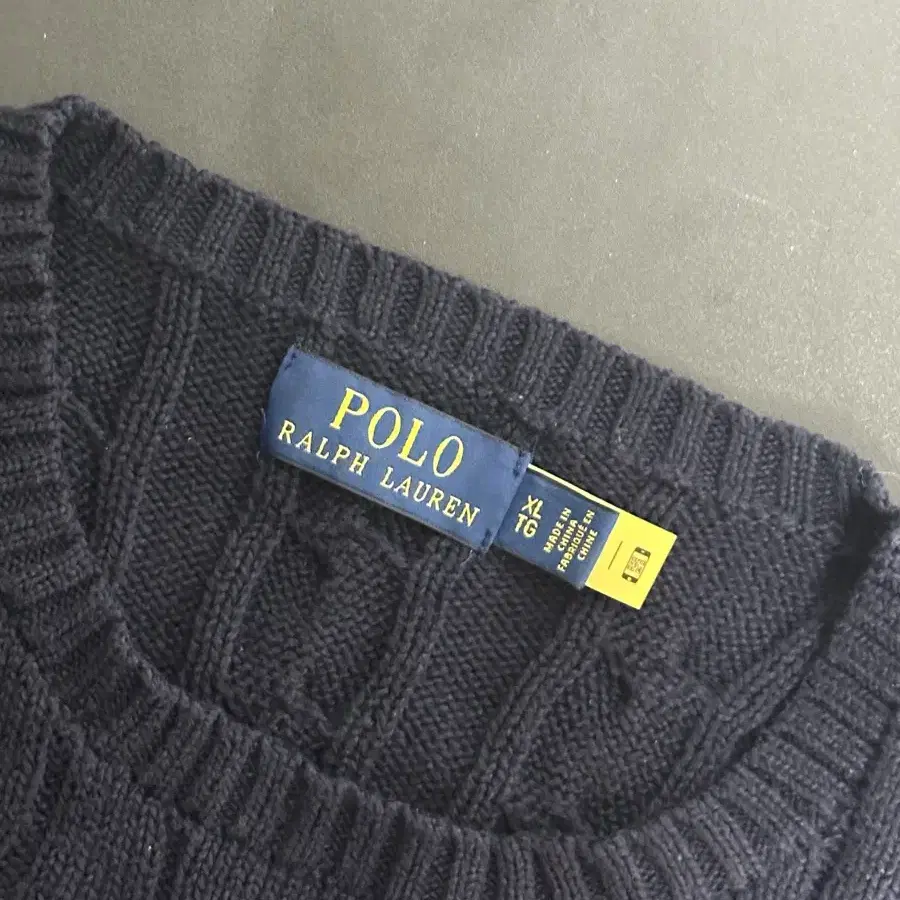 POLO
RALPH LAUREN
XL
TG
MADE IN
CHINA
FABRIQUÉ EN
CHINE